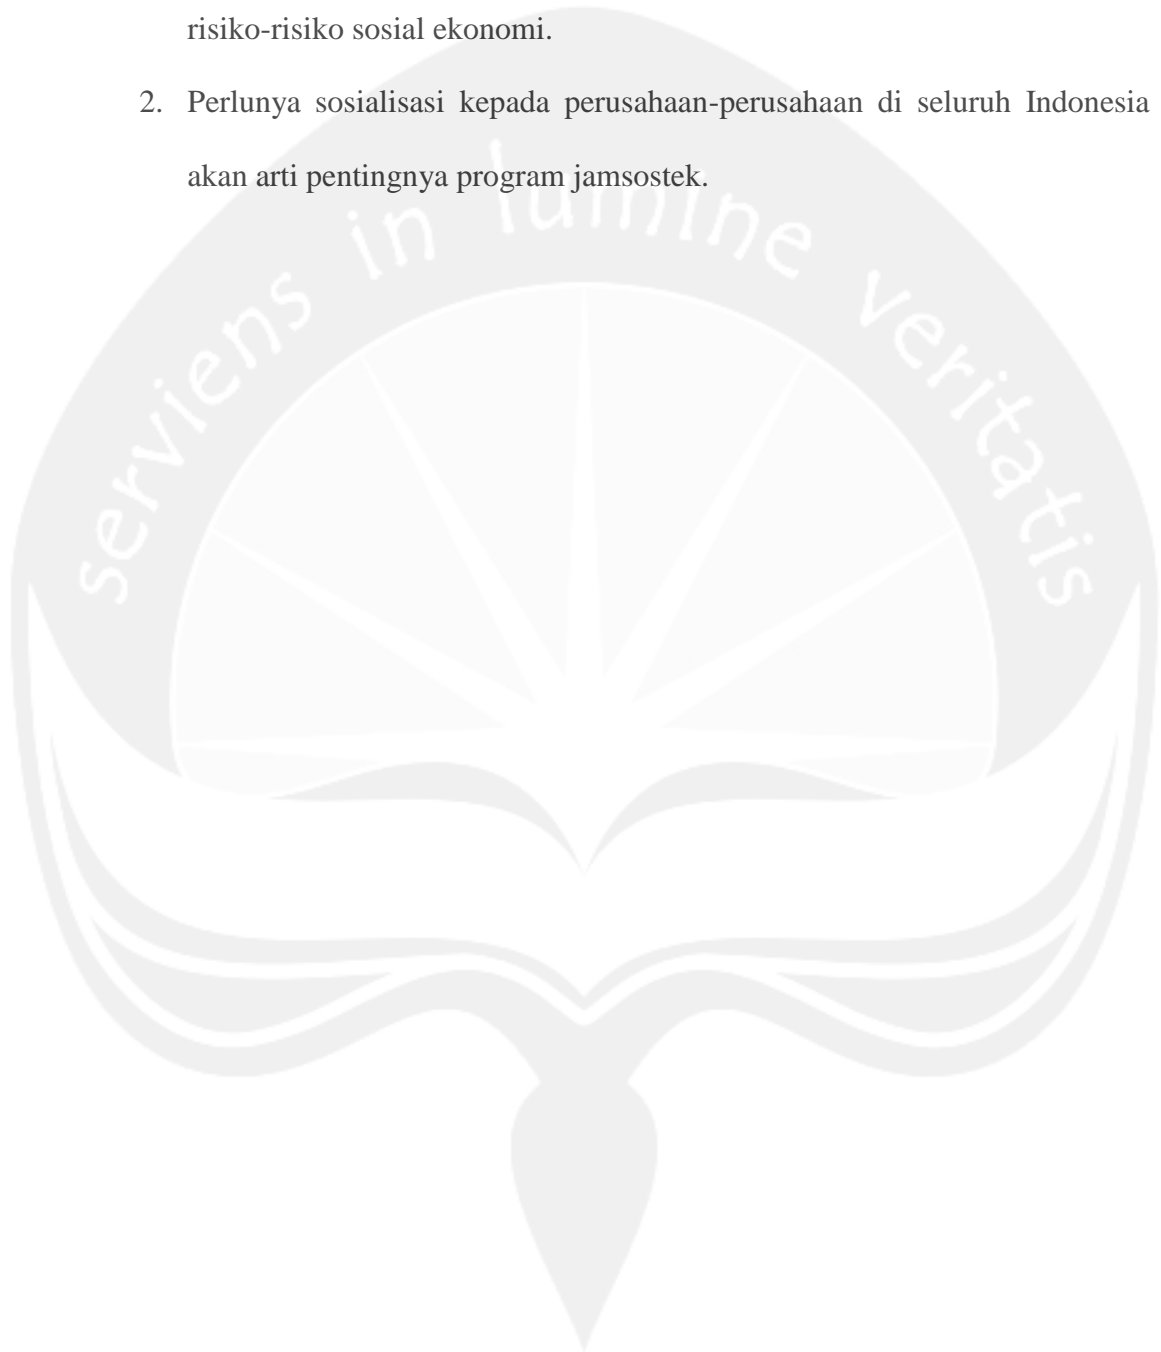 risiko-risiko sosial ekonomi.
2. Perlunya sosialisasi kepada perusahaan-perusahaan di seluruh Indonesia
akan arti pentingnya program jamsostek.
serviens in lumine veritatis